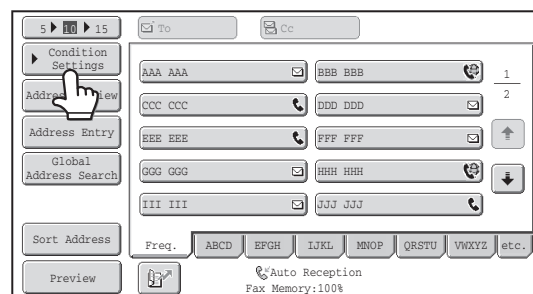 5 10 15
To
Cc
Condition
Settings
Address
iew
Address Entry
Global
Address Search
Sort Address
Preview
AAA AAA
BBB BBB
CCC CCC
DDD DDD
EEE EEE
FFF FFF
GGG GGG
HHH HHH
III III
JJJ JJJ
1
2
Freq.
ABCD
EFGH
IJKL
MNOP
QRSTU
VWXYZ
etc.
Auto Reception
Fax Memory:100%